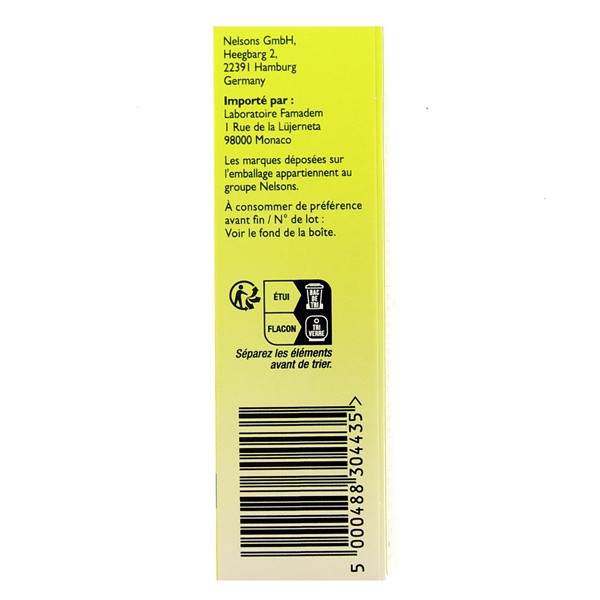 Nelsons GmbH,
Heegbarg 2,
22391 Hamburg
Germany
Importé par :
Laboratoire Famadem
1 Rue de la Lüjerneta
98000 Monaco
Les marques déposées sur
l'emballage appartiennent au
groupe Nelsons.
À consommer de préférence
avant fin / N° de lot :
Voir le fond de la boîte.
ÉTUI
BAC
DE
TRI
FLACON
TRI
VERRE
Séparez les éléments
avant de trier.
5 000488 304435 >